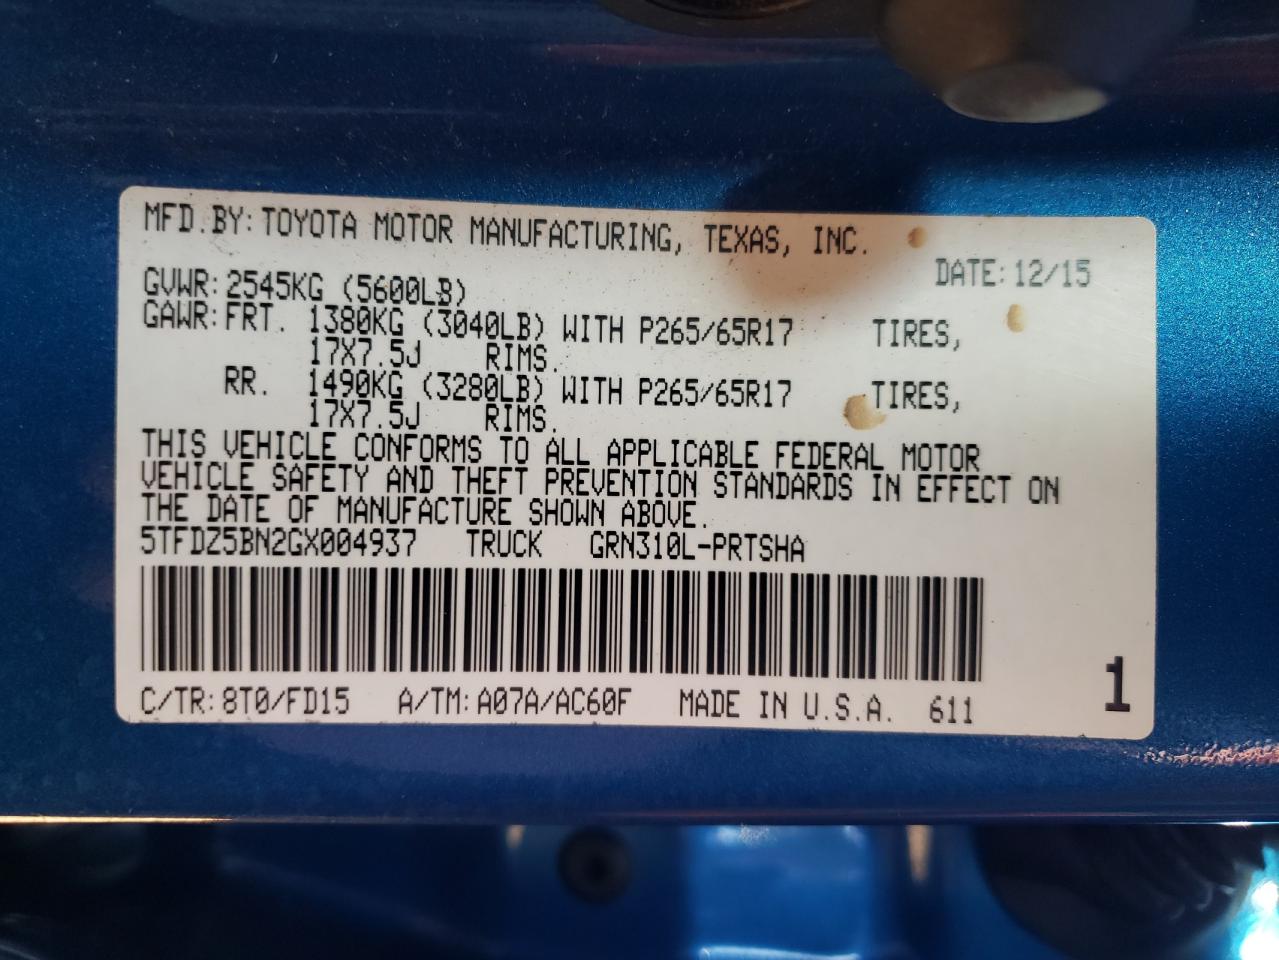 MFD.BY: TOYOTA MOTOR MANUFACTURING, TEXAS, INC.
DATE: 12/15
GVWR: 2545KG (5600LB)
GAWR: FRT. 1380KG (3040LB) WITH P265/65R17 TIRES,
17X7.5J RIMS.
RR. 1490KG (3280LB) WITH P265/65R17 TIRES,
17X7.5J RIMS.
THIS VEHICLE CONFORMS TO ALL APPLICABLE FEDERAL MOTOR
VEHICLE SAFETY AND THEFT PREVENTION STANDARDS IN EFFECT ON
THE DATE OF MANUFACTURE SHOWN ABOVE.
5TFDZ5BN2GX004937 TRUCK GRN310L-PRTSHA
C/TR: 8T0/FD15 A/TM: A07A/AC60F MADE IN U.S.A. 611
1